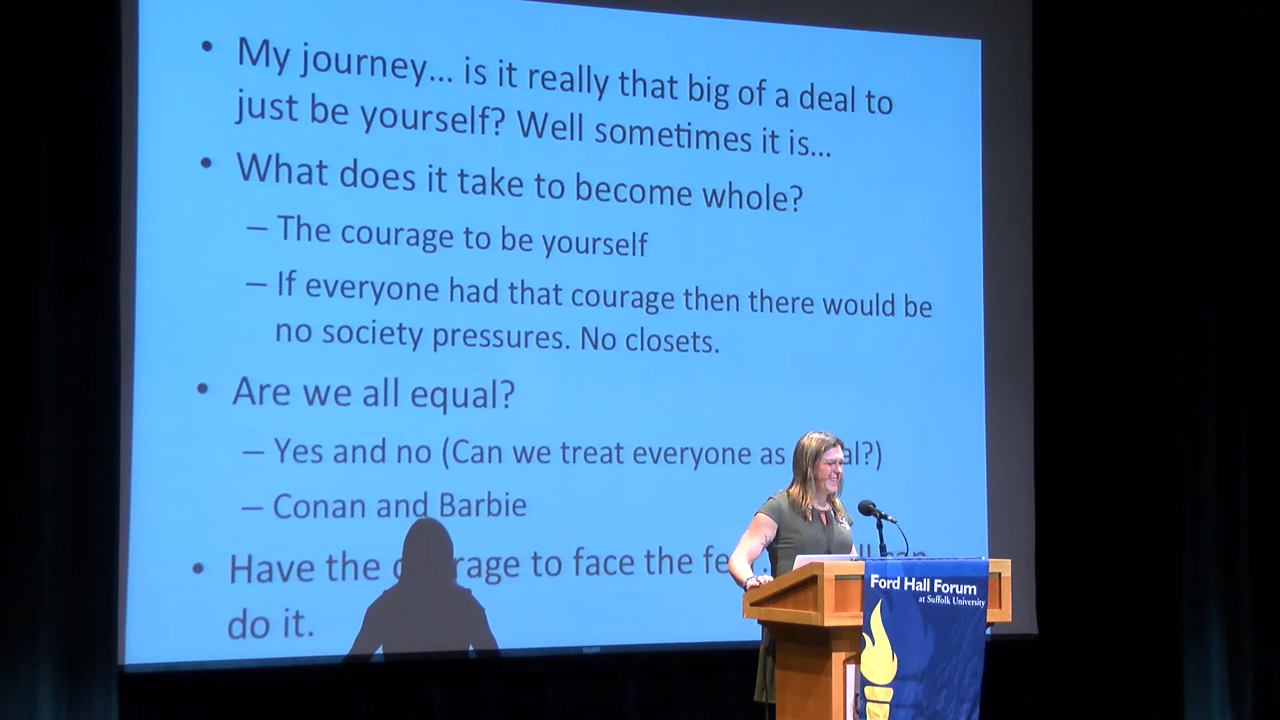 • My journey... is it really that big of a deal to
just be yourself? Well sometimes it is...
• What does it take to become whole?
– The courage to be yourself
– If everyone had that courage then there would be
no society pressures. No closets.
• Are we all equal?
– Yes and no (Can we treat everyone as al?)
– Conan and Barbie
• Have the c rage to face the fe
do it.
Ford Hall Forum
at Suffolk University